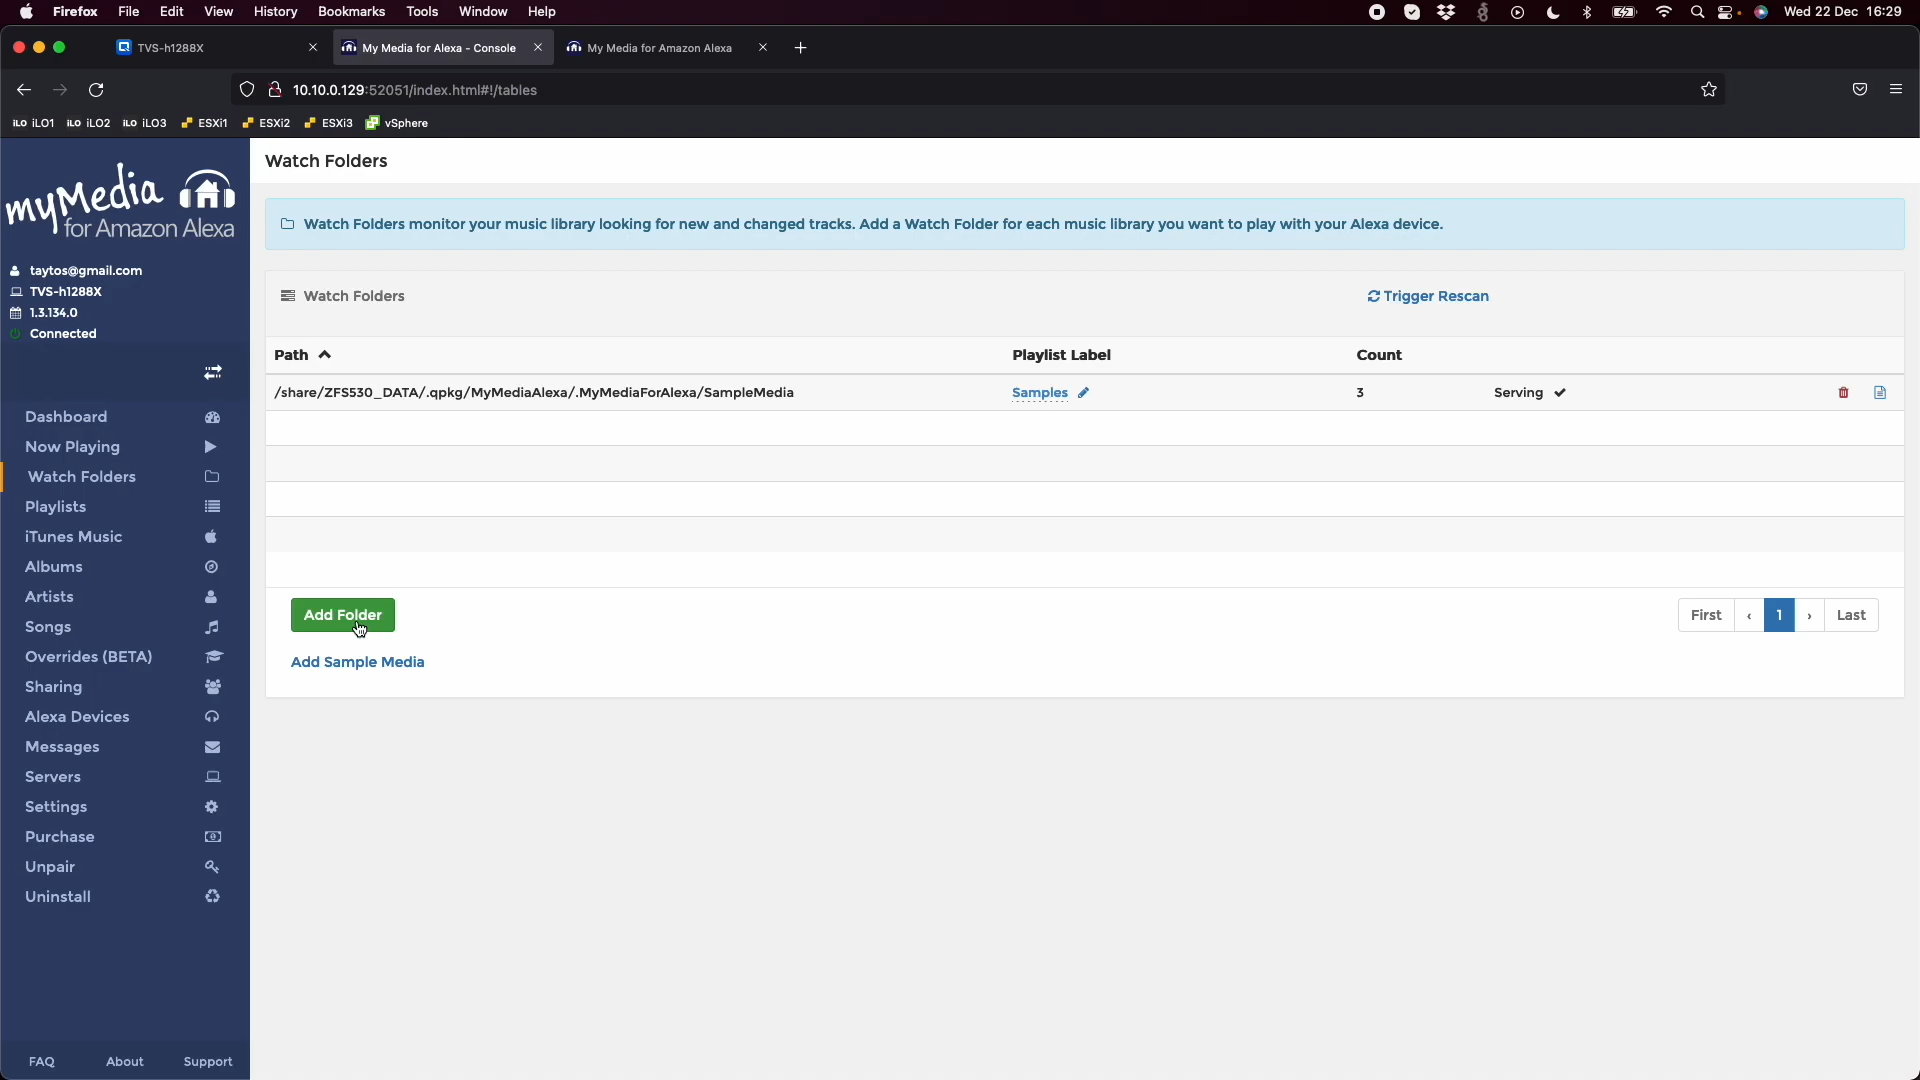 Firefox File Edit View History Bookmarks Tools Window Help Wed 22 Dec 16:29
TVS-h1288X My Media for Alexa - Console My Media for Amazon Alexa
10.10.0.129:52051/index.html#!/tables
iLO iLO1 iLO iLO2 iLO iLO3 ESXi1 ESXi2 ESXi3 vSphere
myMedia
for Amazon Alexa
taytos@gmail.com
TVS-h1288X
1.3.134.0
Connected
Dashboard
Now Playing
Watch Folders
Playlists
iTunes Music
Albums
Artists
Songs
Overrides (BETA)
Sharing
Alexa Devices
Messages
Servers
Settings
Purchase
Unpair
Uninstall
FAQ About Support
Watch Folders
Watch Folders monitor your music library looking for new and changed tracks. Add a Watch Folder for each music library you want to play with your Alexa device.
Watch Folders Trigger Rescan
Path Playlist Label Count
/share/ZFS530_DATA/.qpkg/MyMediaAlexa/.MyMediaForAlexa/SampleMedia Samples 3 Serving
Add Folder First ‹ 1 › Last
Add Sample Media